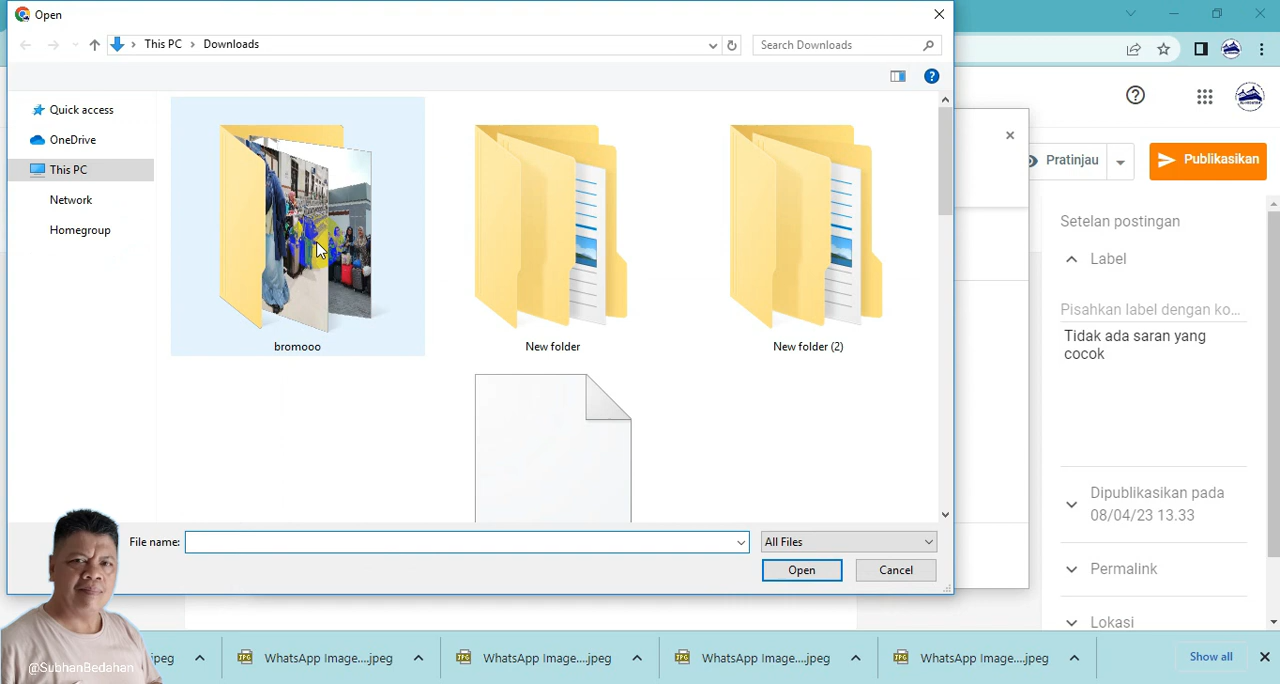 Open
This PC
Downloads
Search Downloads
Quick access
OneDrive
This PC
Network
Homegroup
bromooo
New folder
New folder (2)
File name:
All Files
Open
Cancel
Pratinjau
Publikasikan
Setelan postingan
Label
Pisahkan label dengan ko...
Tidak ada saran yang
cocok
Dipublikasikan pada
08/04/23 13.33
Permalink
Lokasi
@SubhanBedahan
ipeg
WhatsApp Image....jpeg
WhatsApp Image....jpeg
WhatsApp Image....jpeg
WhatsApp Image....jpeg
Show all